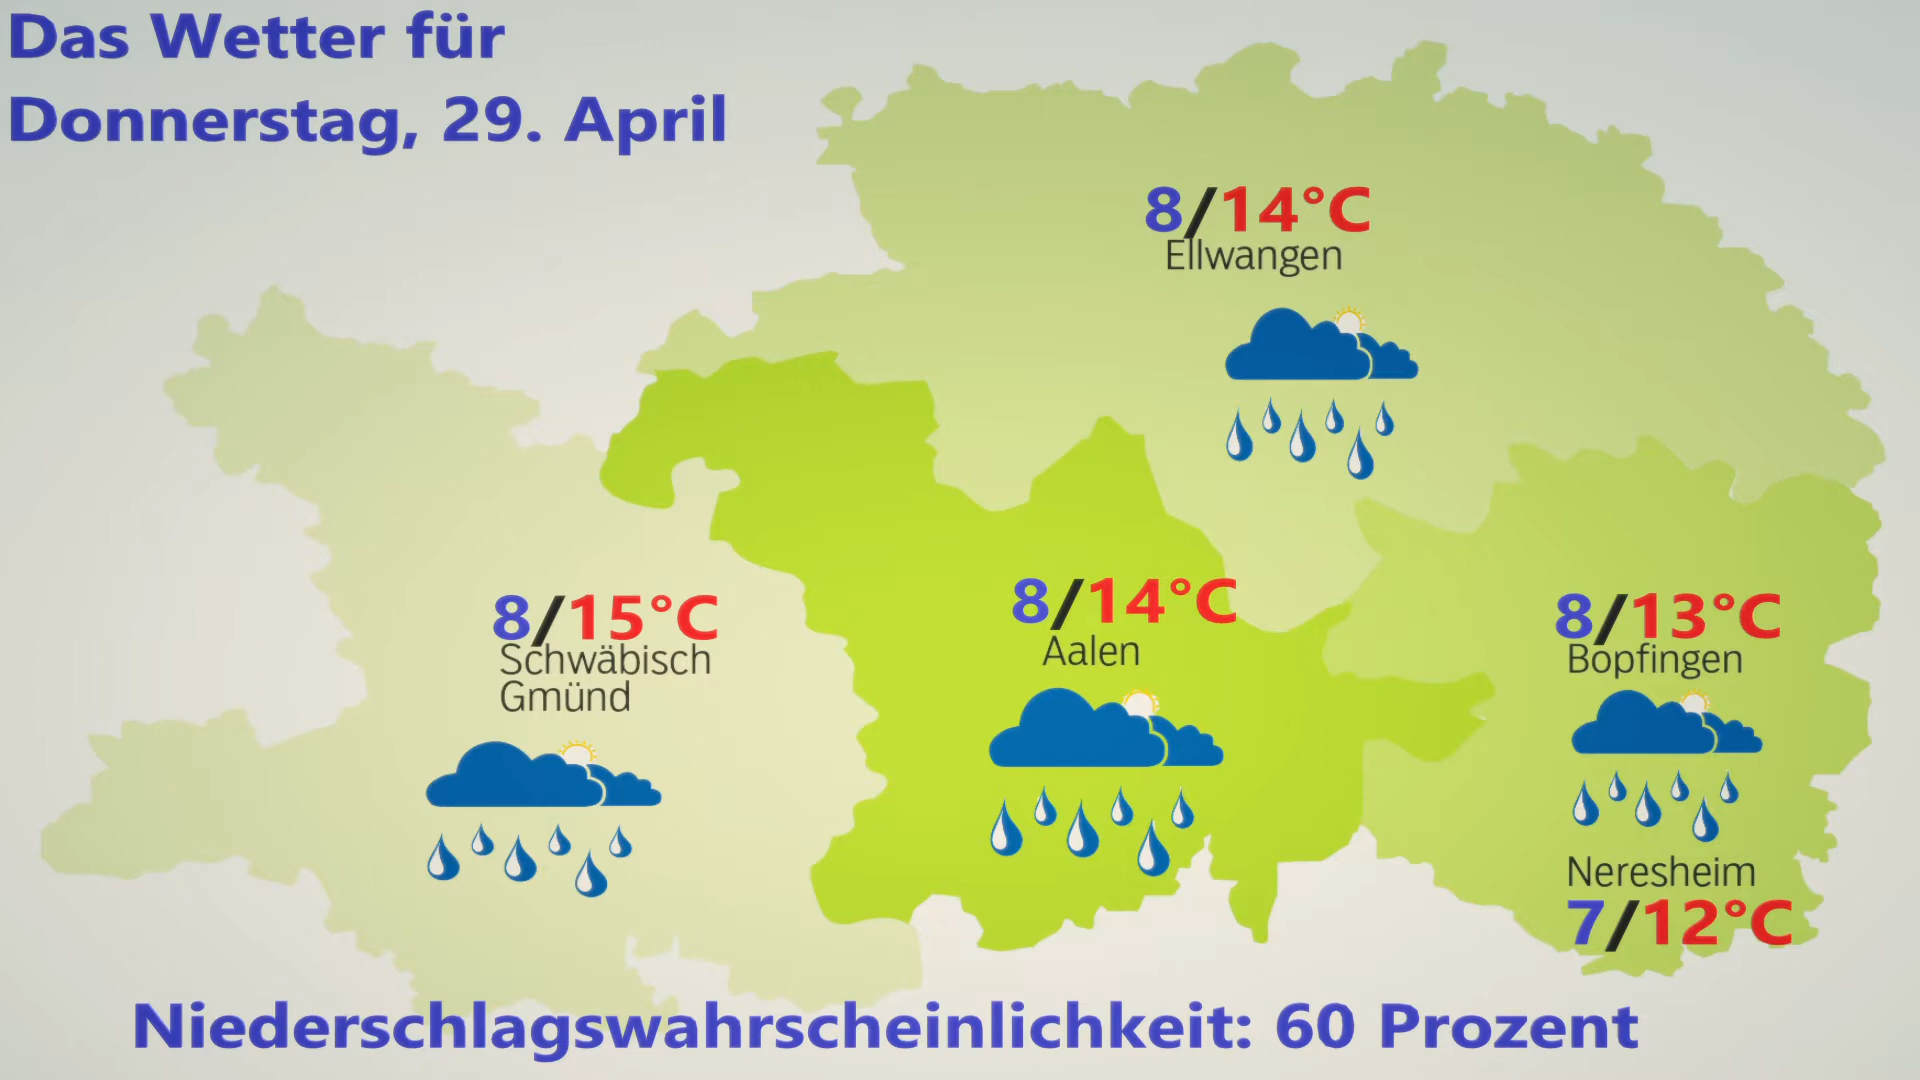 Das Wetter für
Donnerstag, 29. April
8/14°C
Ellwangen
8/15°C
Schwäbisch
Gmünd
8/14°C
Aalen
8/13°C
Bopfingen
Neresheim
7/12°C
Niederschlagswahrscheinlichkeit: 60 Prozent